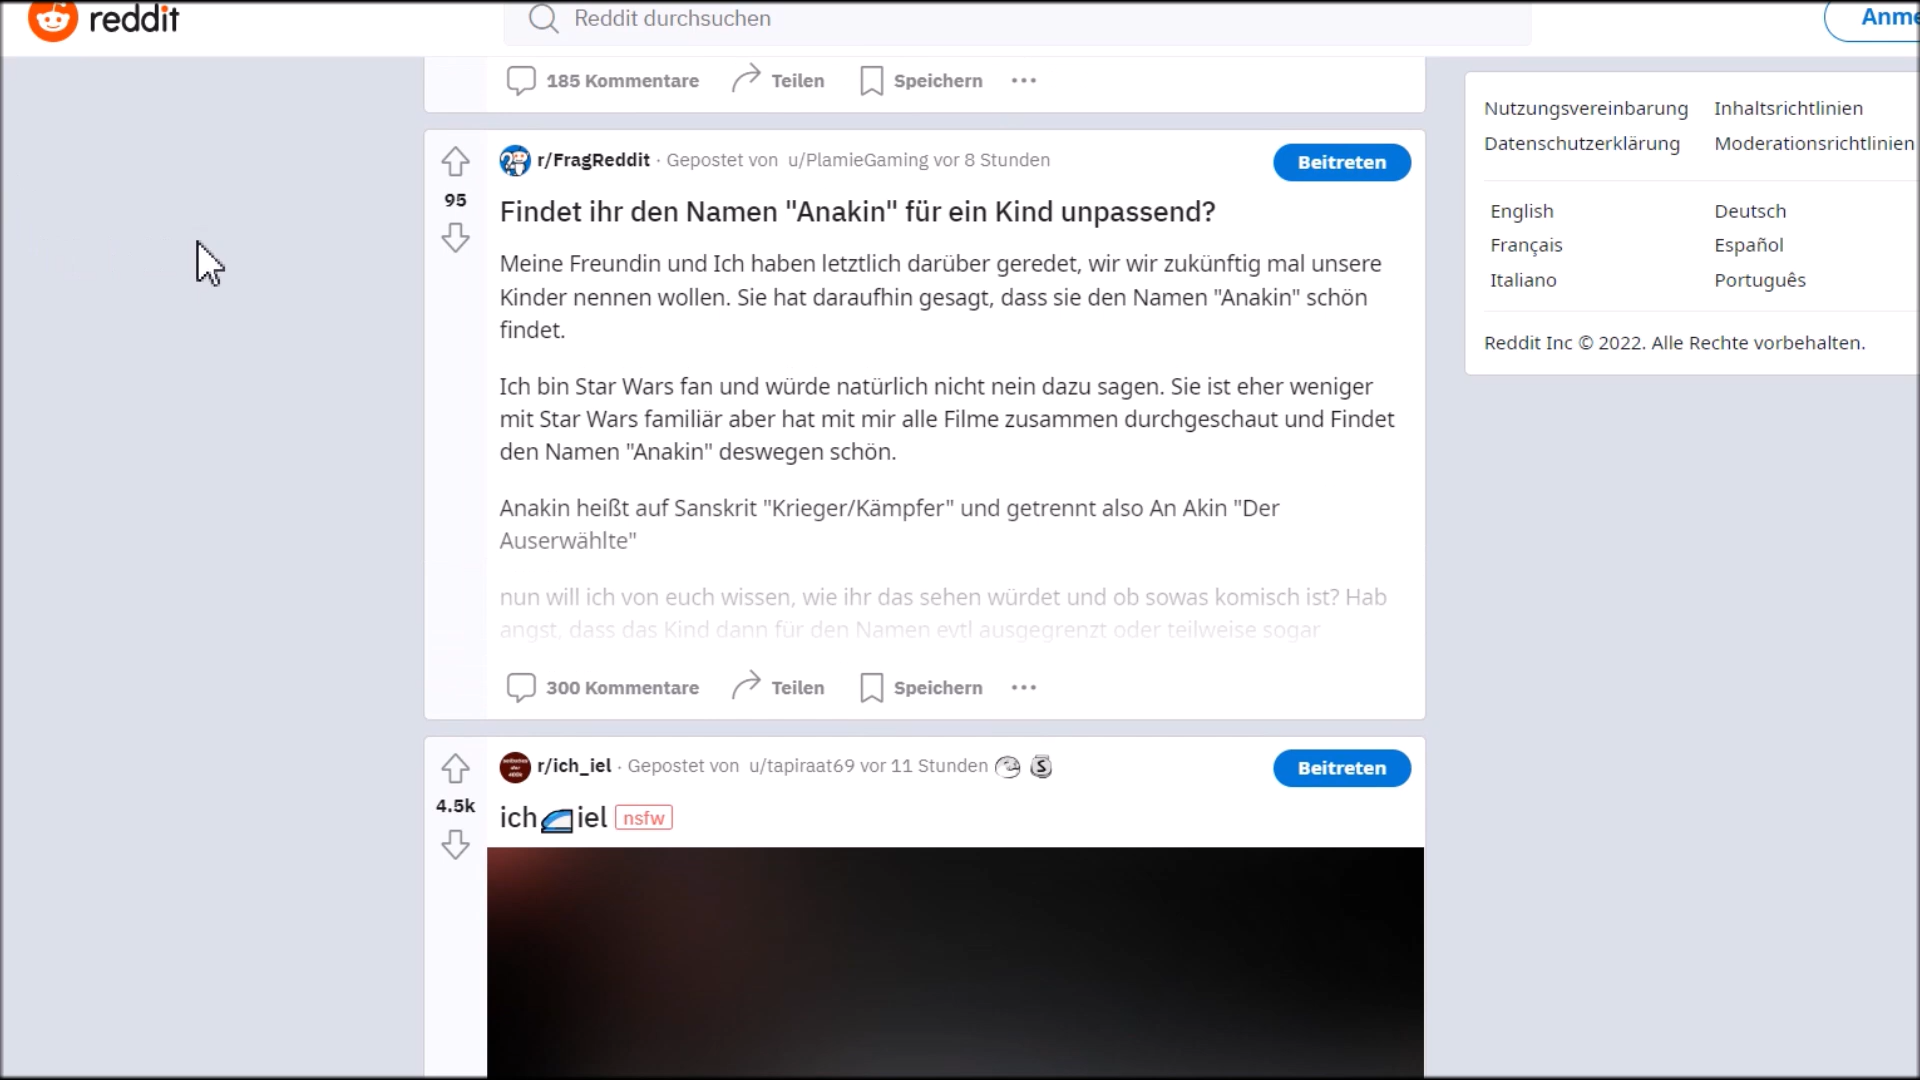 reddit
Reddit durchsuchen
Anme
185 Kommentare Teilen Speichern
r/FragReddit · Gepostet von u/PlamieGaming vor 8 Stunden
Beitreten
95
Findet ihr den Namen "Anakin" für ein Kind unpassend?
Meine Freundin und Ich haben letztlich darüber geredet, wir wir zukünftig mal unsere
Kinder nennen wollen. Sie hat daraufhin gesagt, dass sie den Namen "Anakin" schön
findet.
Ich bin Star Wars fan und würde natürlich nicht nein dazu sagen. Sie ist eher weniger
mit Star Wars familiär aber hat mit mir alle Filme zusammen durchgeschaut und Findet
den Namen "Anakin" deswegen schön.
Anakin heißt auf Sanskrit "Krieger/Kämpfer" und getrennt also An Akin "Der
Auserwählte"
nun will ich von euch wissen, wie ihr das sehen würdet und ob sowas komisch ist? Hab
angst, dass das Kind dann für den Namen evtl ausgegrenzt oder teilweise sogar
300 Kommentare Teilen Speichern
r/ich_iel · Gepostet von u/tapiraat69 vor 11 Stunden
Beitreten
4.5k
ich iel nsfw
Nutzungsvereinbarung Inhaltsrichtlinien
Datenschutzerklärung Moderationsrichtlinien
English Deutsch
Français Español
Italiano Português
Reddit Inc © 2022. Alle Rechte vorbehalten.